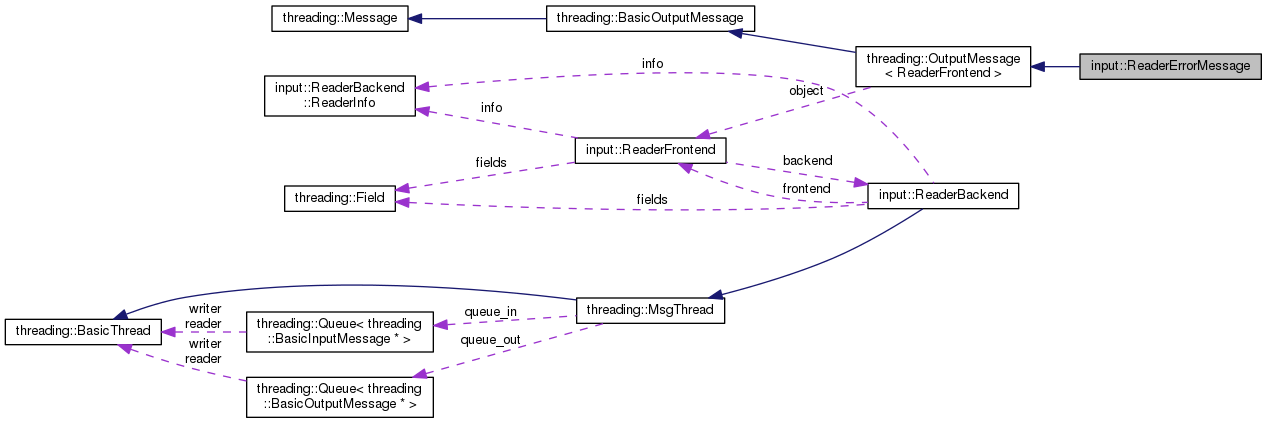 threading::Message
threading::BasicOutputMessage
threading::OutputMessage
< ReaderFrontend >
input::ReaderErrorMessage
info
input::ReaderBackend
::ReaderInfo
object
info
input::ReaderFrontend
backend
fields
frontend
input::ReaderBackend
threading::Field
fields
threading::MsgThread
writer
reader
threading::Queue< threading
::BasicInputMessage * >
queue_in
threading::BasicThread
writer
reader
queue_out
threading::Queue< threading
::BasicOutputMessage * >